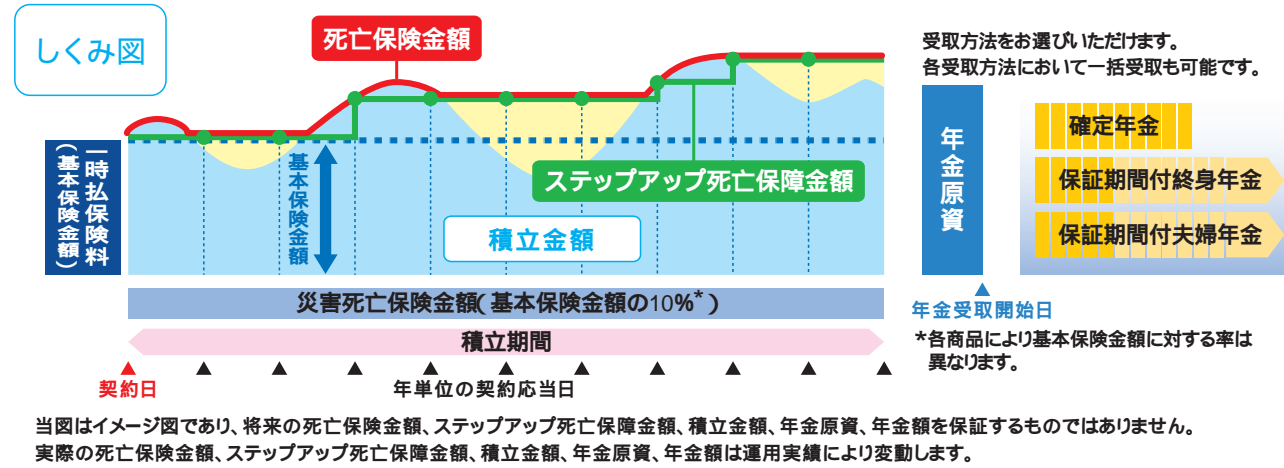 しくみ図
死亡保険金額
受取方法をお選びいただけます。
各受取方法において一括受取も可能です。
一時払保険料
(基本保険金額)
基本保険金額
ステップアップ死亡保障金額
積立金額
年金原資
確定年金
保証期間付終身年金
保証期間付夫婦年金
災害死亡保険金額(基本保険金額の10%*)
年金受取開始日
積立期間
*各商品により基本保険金額に対する率は
異なります。
契約日
年単位の契約応当日
当図はイメージ図であり、将来の死亡保険金額、ステップアップ死亡保障金額、積立金額、年金原資、年金額を保証するものではありません。
実際の死亡保険金額、ステップアップ死亡保障金額、積立金額、年金原資、年金額は運用実績により変動します。